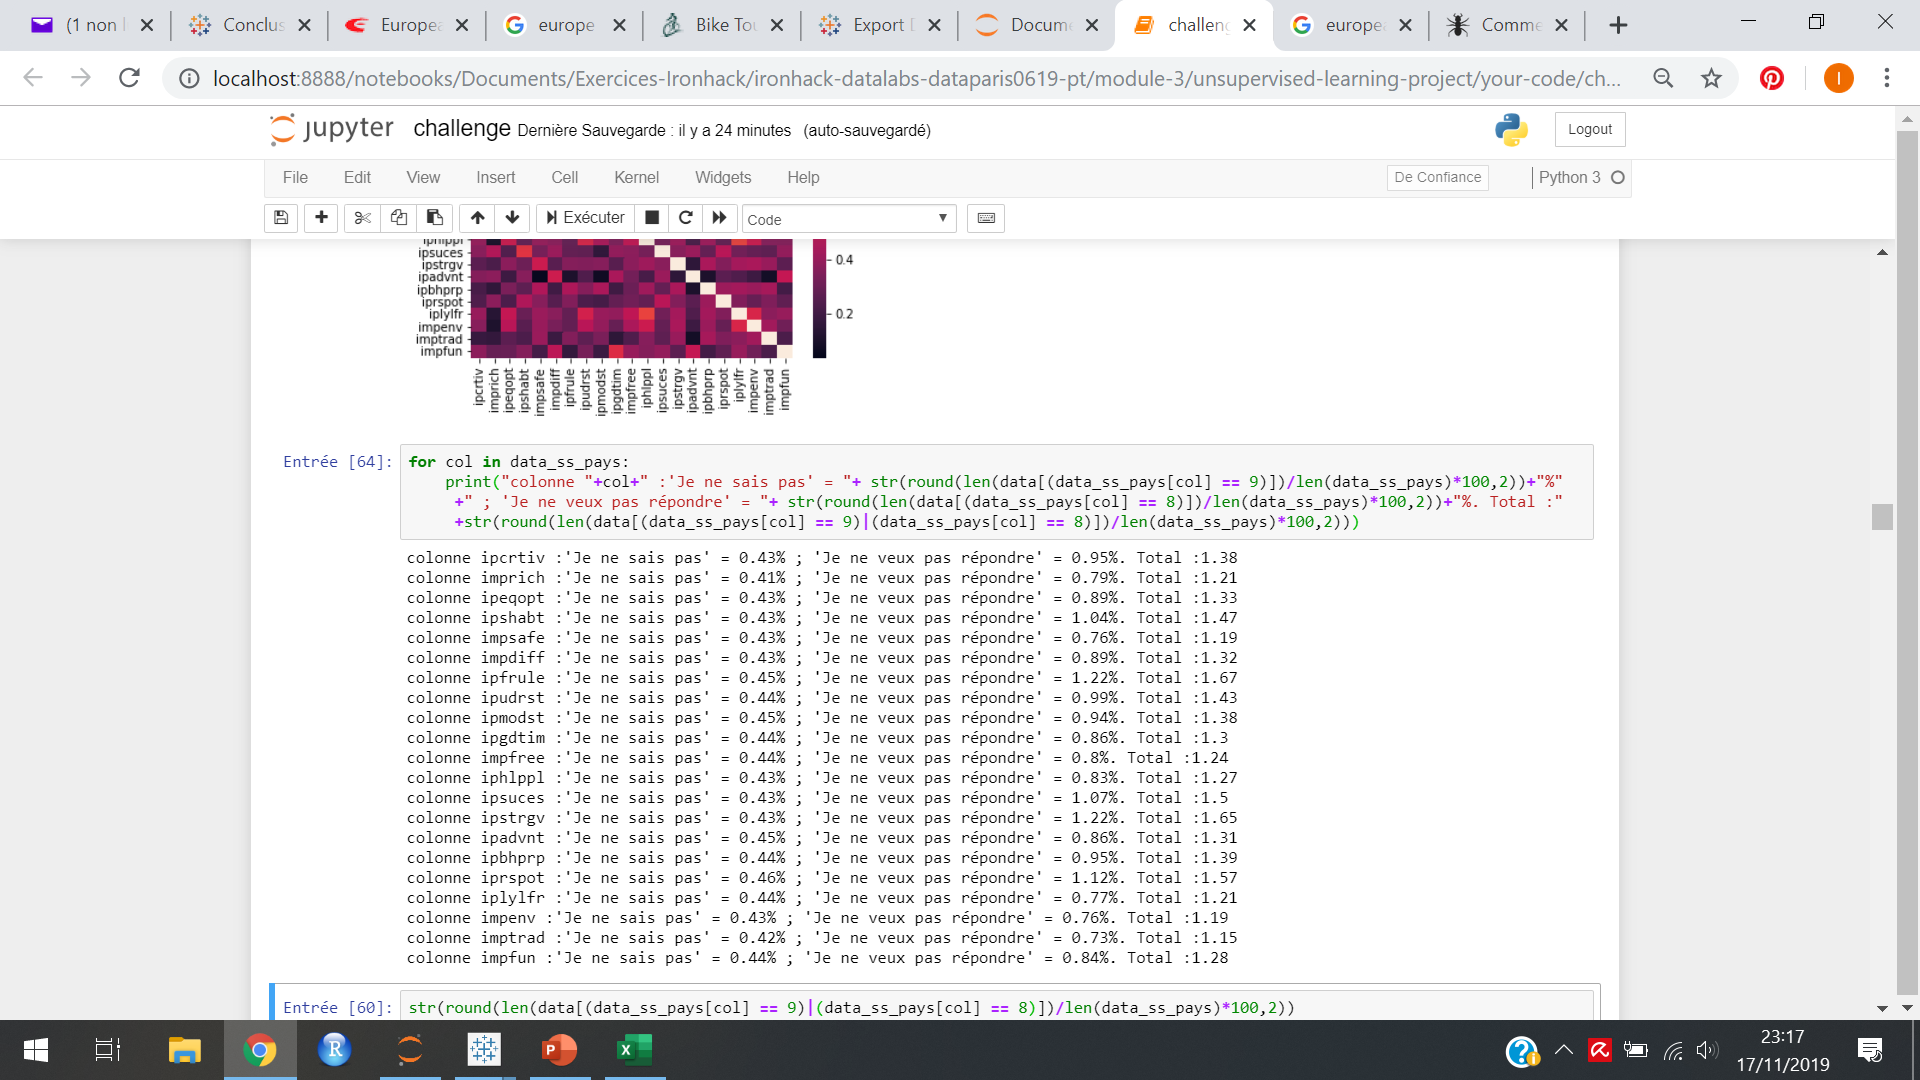 (1 non l
Conclus
Europea
europe
Bike Tou
Export D
Docume
challeng
europea
Comme
localhost:8888/notebooks/Documents/Exercices-Ironhack/ironhack-datalabs-dataparis0619-pt/module-3/unsupervised-learning-project/your-code/ch...
I
jupyter challenge Dernière Sauvegarde : il y a 24 minutes (auto-sauvegardé)
Logout
File Edit View Insert Cell Kernel Widgets Help
De Confiance
Python 3
Exécuter
Code
iphlppl
ipsuces
ipstrgv
ipadvnt
ipbhprp
iprspot
iplylfr
impenv
imptrad
impfun
0.4
0.2
ipcrtiv
imprich
ipeqopt
ipshabt
impsafe
impdiff
ipfrule
ipudrst
ipmodst
ipgdtim
impfree
iphlppl
ipsuces
ipstrgv
ipadvnt
ipbhprp
iprspot
iplylfr
impenv
imptrad
impfun
Entrée [64]:
for col in data_ss_pays:
print("colonne "+col+" :'Je ne sais pas' = "+ str(round(len(data[(data_ss_pays[col] == 9)])/len(data_ss_pays)*100,2))+"%"
+" ; 'Je ne veux pas répondre' = "+ str(round(len(data[(data_ss_pays[col] == 8)])/len(data_ss_pays)*100,2))+"%. Total :"
+str(round(len(data[(data_ss_pays[col] == 9)|(data_ss_pays[col] == 8)])/len(data_ss_pays)*100,2)))
colonne ipcrtiv :'Je ne sais pas' = 0.43% ; 'Je ne veux pas répondre' = 0.95%. Total :1.38
colonne imprich :'Je ne sais pas' = 0.41% ; 'Je ne veux pas répondre' = 0.79%. Total :1.21
colonne ipeqopt :'Je ne sais pas' = 0.43% ; 'Je ne veux pas répondre' = 0.89%. Total :1.33
colonne ipshabt :'Je ne sais pas' = 0.43% ; 'Je ne veux pas répondre' = 1.04%. Total :1.47
colonne impsafe :'Je ne sais pas' = 0.43% ; 'Je ne veux pas répondre' = 0.76%. Total :1.19
colonne impdiff :'Je ne sais pas' = 0.43% ; 'Je ne veux pas répondre' = 0.89%. Total :1.32
colonne ipfrule :'Je ne sais pas' = 0.45% ; 'Je ne veux pas répondre' = 1.22%. Total :1.67
colonne ipudrst :'Je ne sais pas' = 0.44% ; 'Je ne veux pas répondre' = 0.99%. Total :1.43
colonne ipmodst :'Je ne sais pas' = 0.45% ; 'Je ne veux pas répondre' = 0.94%. Total :1.38
colonne ipgdtim :'Je ne sais pas' = 0.44% ; 'Je ne veux pas répondre' = 0.86%. Total :1.3
colonne impfree :'Je ne sais pas' = 0.44% ; 'Je ne veux pas répondre' = 0.8%. Total :1.24
colonne iphlppl :'Je ne sais pas' = 0.43% ; 'Je ne veux pas répondre' = 0.83%. Total :1.27
colonne ipsuces :'Je ne sais pas' = 0.43% ; 'Je ne veux pas répondre' = 1.07%. Total :1.5
colonne ipstrgv :'Je ne sais pas' = 0.43% ; 'Je ne veux pas répondre' = 1.22%. Total :1.65
colonne ipadvnt :'Je ne sais pas' = 0.45% ; 'Je ne veux pas répondre' = 0.86%. Total :1.31
colonne ipbhprp :'Je ne sais pas' = 0.44% ; 'Je ne veux pas répondre' = 0.95%. Total :1.39
colonne iprspot :'Je ne sais pas' = 0.46% ; 'Je ne veux pas répondre' = 1.12%. Total :1.57
colonne iplylfr :'Je ne sais pas' = 0.44% ; 'Je ne veux pas répondre' = 0.77%. Total :1.21
colonne impenv :'Je ne sais pas' = 0.43% ; 'Je ne veux pas répondre' = 0.76%. Total :1.19
colonne imptrad :'Je ne sais pas' = 0.42% ; 'Je ne veux pas répondre' = 0.73%. Total :1.15
colonne impfun :'Je ne sais pas' = 0.44% ; 'Je ne veux pas répondre' = 0.84%. Total :1.28
Entrée [60]:
str(round(len(data[(data_ss_pays[col] == 9)|(data_ss_pays[col] == 8)])/len(data_ss_pays)*100,2))
23:17
17/11/2019